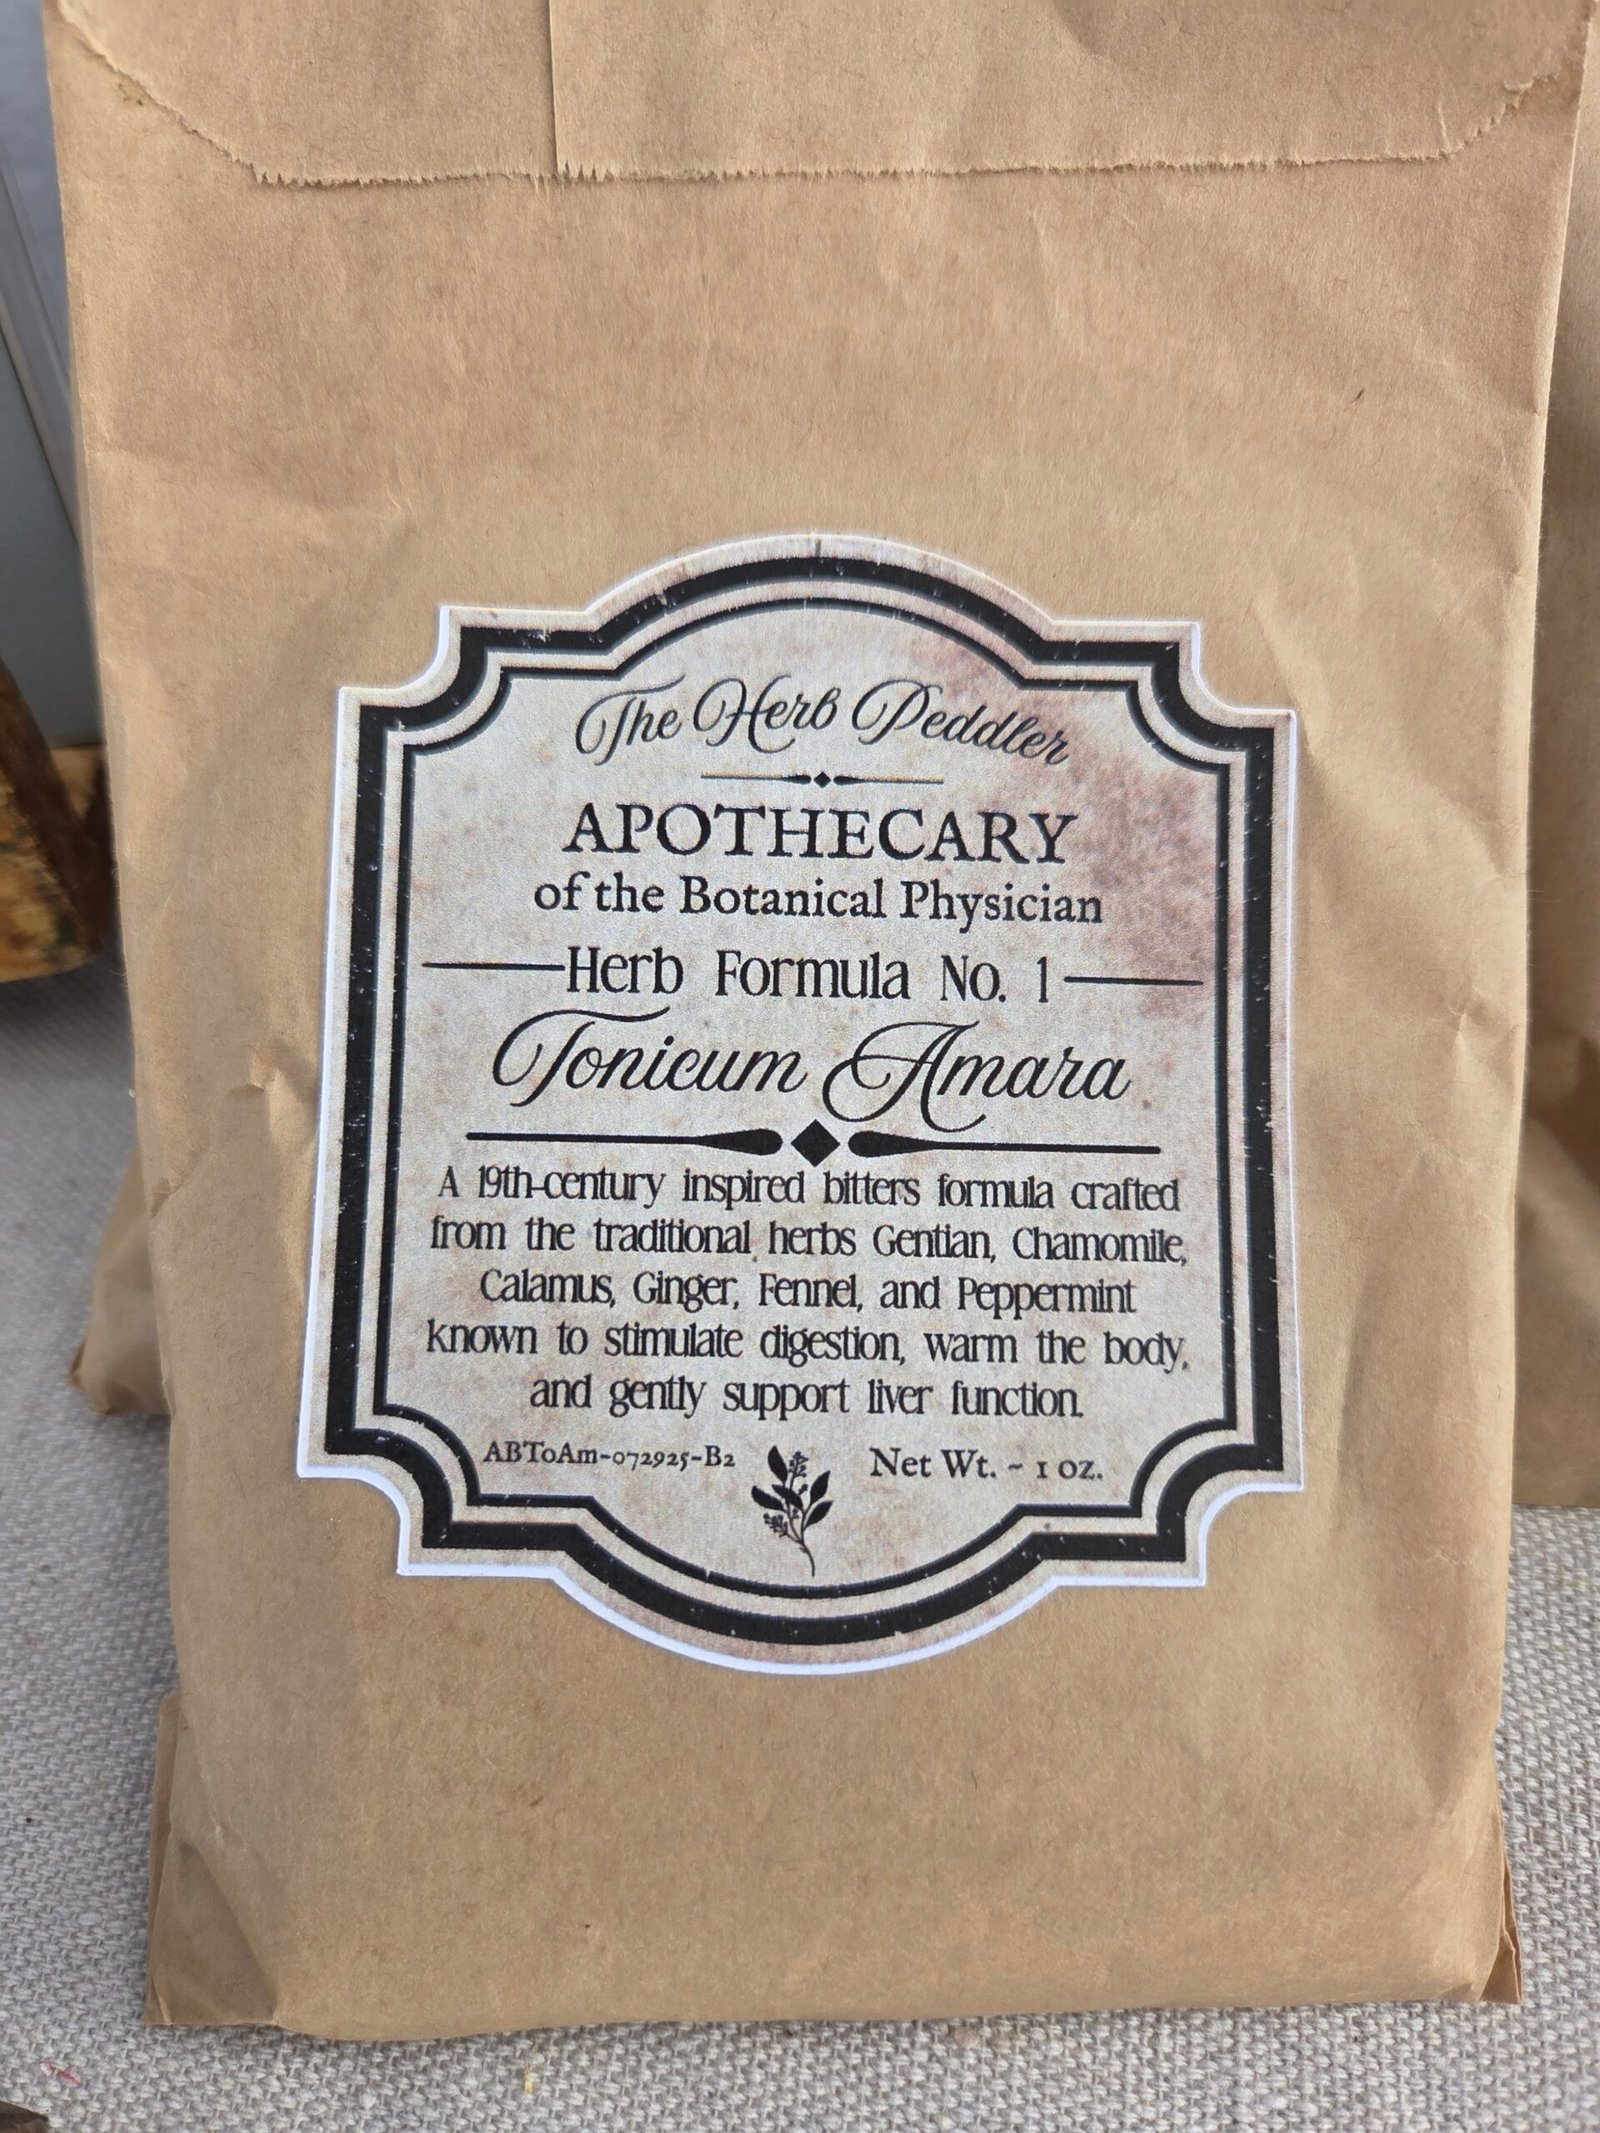 The Herb Peddler
APOTHECARY
of the Botanical Physician
Herb Formula No. 1
Tonicum Amara
A 19th-century inspired bitters formula crafted
from the traditional herbs Gentian, Chamomile,
Calamus, Ginger, Fennel, and Peppermint
known to stimulate digestion, warm the body,
and gently support liver function.
ABToAm-072925-B2 Net Wt. ~ 1 oz.